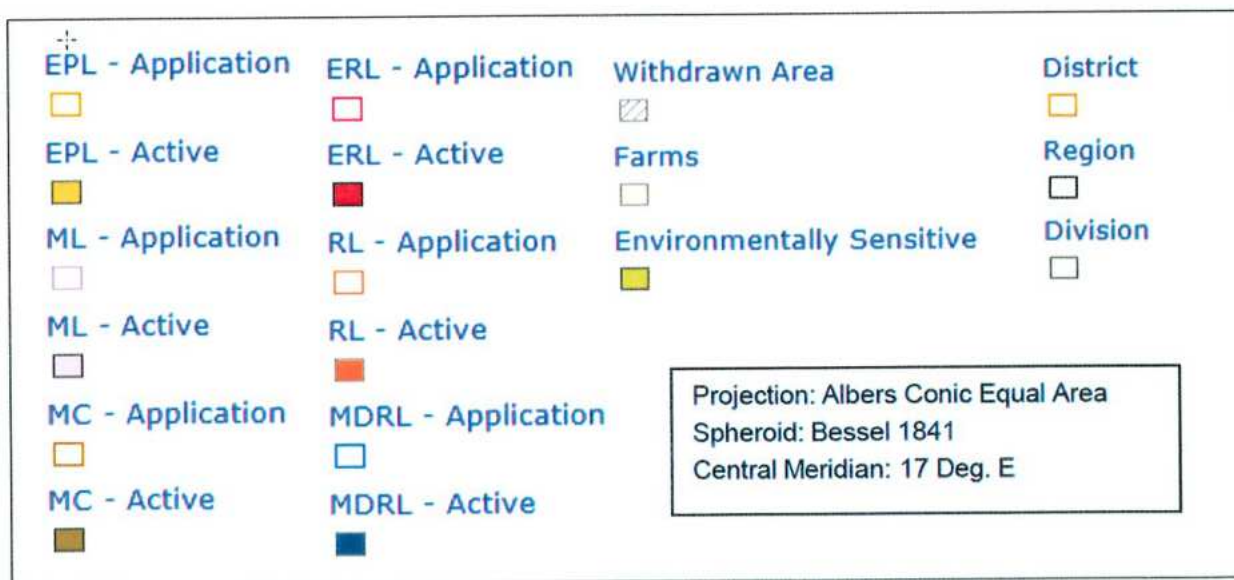 EPL - Application
EPL - Active
ML - Application
ML - Active
MC - Application
MC - Active
ERL - Application
ERL - Active
RL - Application
RL - Active
MDRL - Application
MDRL - Active
Withdrawn Area
Farms
Environmentally Sensitive
District
Region
Division
Projection: Albers Conic Equal Area
Spheroid: Bessel 1841
Central Meridian: 17 Deg. E